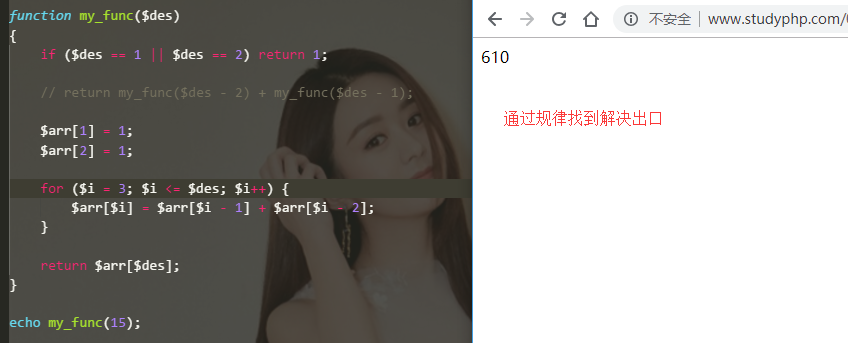 function my_func($des)
{
    if ($des == 1 || $des == 2) return 1;
    // return my_func($des - 2) + my_func($des - 1);
    $arr[1] = 1;
    $arr[2] = 1;
    for ($i = 3; $i <= $des; $i++) {
        $arr[$i] = $arr[$i - 1] + $arr[$i - 2];
    }
    return $arr[$des];
}
echo my_func(15);
不安全 | www.studyphp.com/
610
通过规律找到解决出口